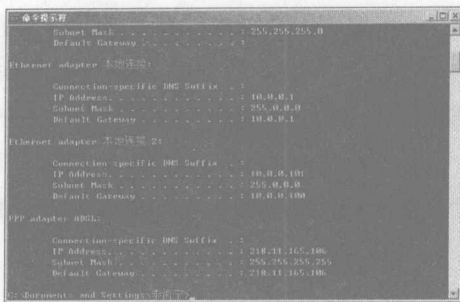 命令提示符
Subnet Mask . . . . . . . . . . . : 255.255.255.0
Default Gateway . . . . . . . . . :
Ethernet adapter 本地连接:
Connection-specific DNS Suffix . :
IP Address. . . . . . . . . . . . : 10.0.0.1
Subnet Mask . . . . . . . . . . . : 255.0.0.0
Default Gateway . . . . . . . . . : 10.0.0.1
Ethernet adapter 本地连接 2:
Connection-specific DNS Suffix . :
IP Address. . . . . . . . . . . . : 10.0.0.101
Subnet Mask . . . . . . . . . . . : 255.0.0.0
Default Gateway . . . . . . . . . : 10.0.0.100
PPP adapter ADSL:
Connection-specific DNS Suffix . :
IP Address. . . . . . . . . . . . : 218.11.165.106
Subnet Mask . . . . . . . . . . . : 255.255.255.255
Default Gateway . . . . . . . . . : 218.11.165.106
C:\Documents and Settings\